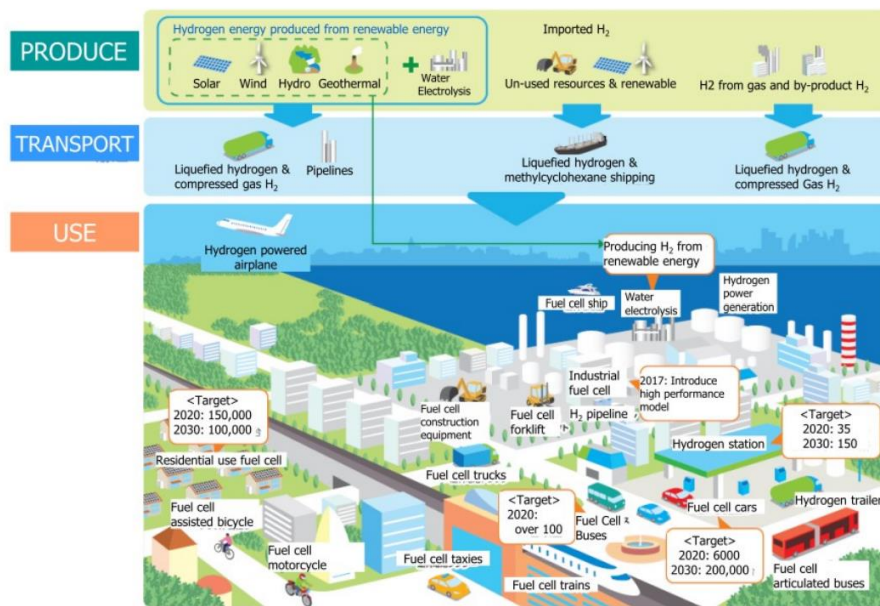 PRODUCE
Hydrogen energy produced from renewable energy
Solar
Wind
Hydro
Geothermal
Water
Electrolysis
Imported H₂
Un-used resources & renewable
H2 from gas and by-product H₂
TRANSPORT
Liquefied hydrogen &
compressed gas H₂
Pipelines
Liquefied hydrogen &
methylcyclohexane shipping
Liquefied hydrogen &
compressed Gas H₂
USE
Hydrogen powered
airplane
Producing H₂ from
renewable energy
Fuel cell ship
Water
electrolysis
Hydrogen
power
generation
Industrial
fuel cell
2017: Introduce
high performance
model
H₂ pipeline
<Target>
2020: 150,000
2030: 100,000
Residential use fuel cell
Fuel cell
construction
equipment
Fuel cell
forklift
Hydrogen station
<Target>
2020: 35
2030: 150
Fuel cell trucks
Fuel cell
assisted bicycle
Fuel cell
motorcycle
Fuel cell taxies
<Target>
2020:
over 100
Fuel Cell
Buses
Fuel cell cars
<Target>
2020: 6000
2030: 200,000
Hydrogen trailer
Fuel cell trains
Fuel cell
articulated buses